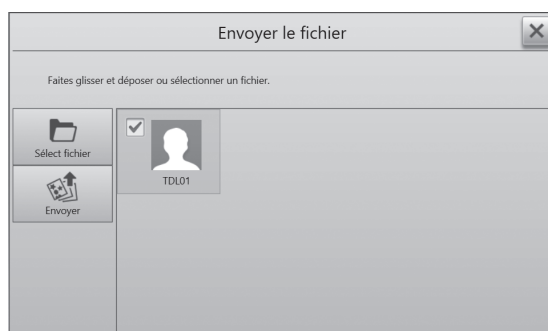 Envoyer le fichier
Faites glisser et déposer ou sélectionner un fichier.
Sélect fichier
TDL01
Envoyer